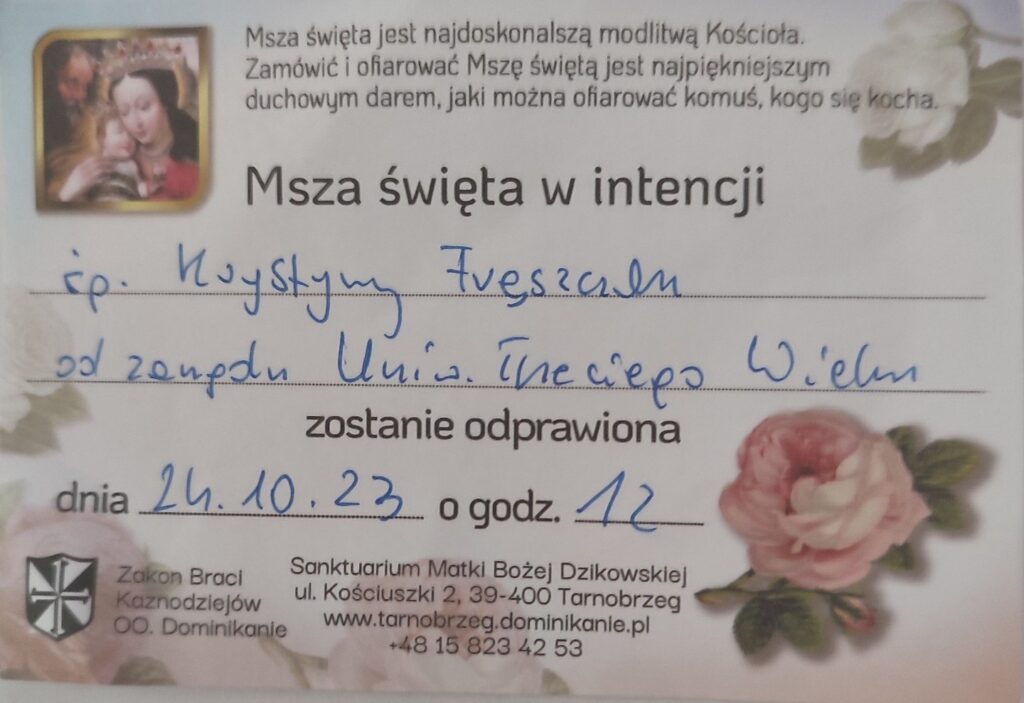 Msza święta jest najdoskonalszą modlitwą Kościoła.
Zamówić i ofiarować Mszę świętą jest najpiękniejszym
duchowym darem, jaki można ofiarować komuś, kogo się kocha.
Msza święta w intencji
śp. Krystyny Fręszczak
od zarządu Uniw. Trzeciego Wieku
zostanie odprawiona
dnia 24.10.23 o godz. 12
Zakon Braci
Kaznodziejów
OO. Dominikanie
Sanktuarium Matki Bożej Dzikowskiej
ul. Kościuszki 2, 39-400 Tarnobrzeg
www.tarnobrzeg.dominikanie.pl
+48 15 823 42 53